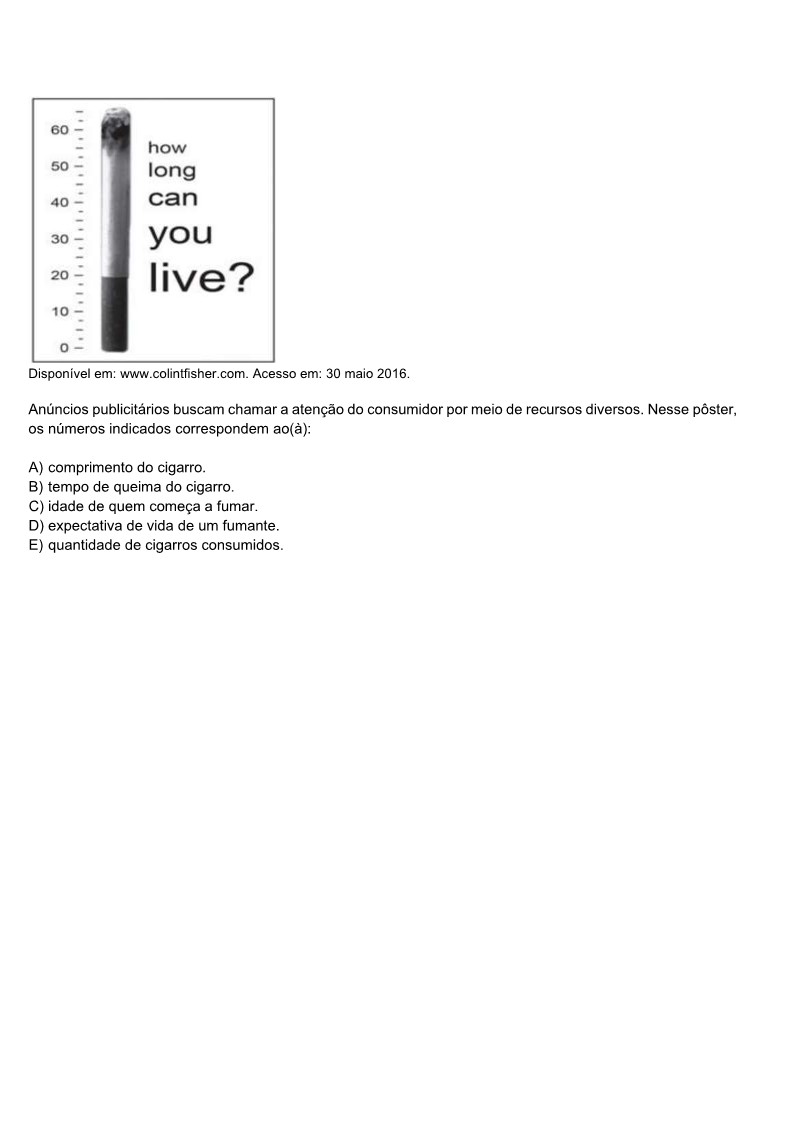 60
50
40
30
20
10
0
how
long
can
you
live?
Disponível em: www.colintfisher.com. Acesso em: 30 maio 2016.
Anúncios publicitários buscam chamar a atenção do consumidor por meio de recursos diversos. Nesse pôster,
os números indicados correspondem ao(à):
A) comprimento do cigarro.
B) tempo de queima do cigarro.
C) idade de quem começa a fumar.
D) expectativa de vida de um fumante.
E) quantidade de cigarros consumidos.